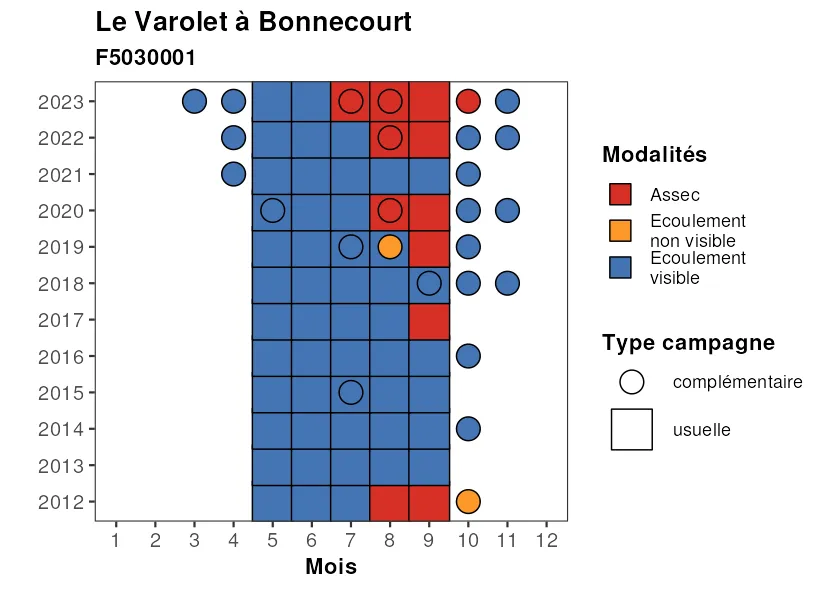 Le Varolet à Bonnecourt
F5030001
2023
2022
2021
2020
2019
2018
2017
2016
2015
2014
2013
2012
1 2 3 4 5 6 7 8 9 10 11 12
Mois
Modalités
Assec
Ecoulement
non visible
Ecoulement
visible
Type campagne
complémentaire
usuelle